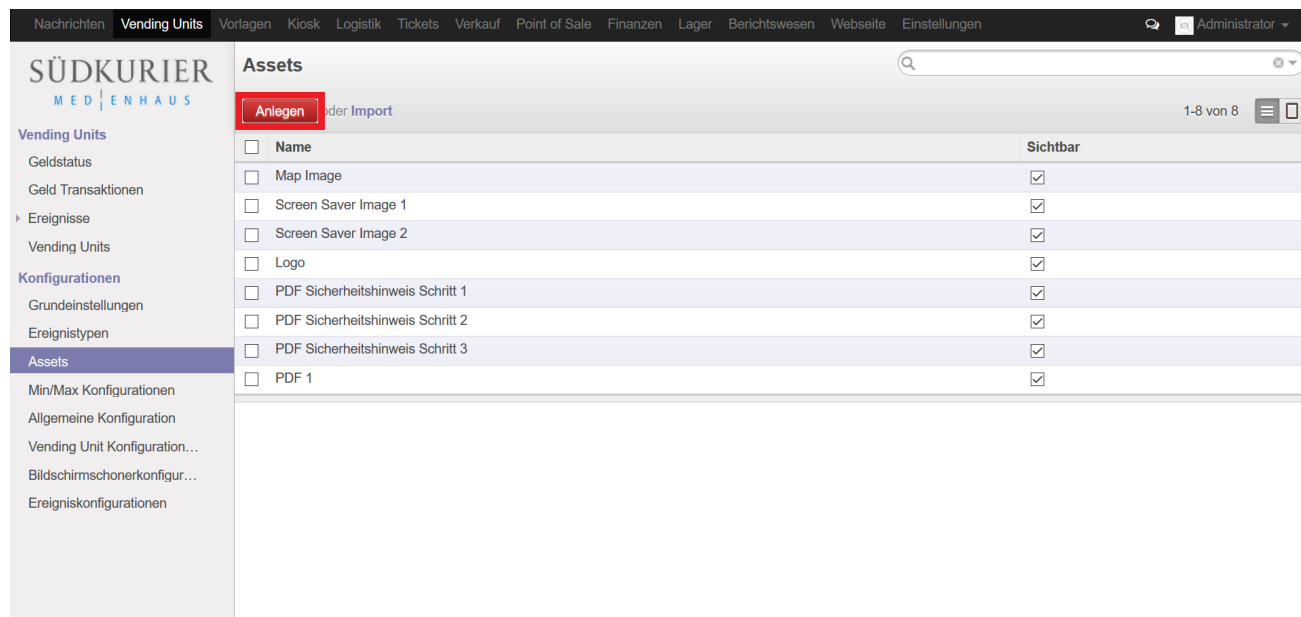 Nachrichten Vending Units Vorlagen Kiosk Logistik Tickets Verkauf Point of Sale Finanzen Lager Berichtswesen Webseite Einstellungen Administrator
SÜDKURIER
MEDIENHAUS
Vending Units
Geldstatus
Geld Transaktionen
Ereignisse
Vending Units
Konfigurationen
Grundeinstellungen
Ereignistypen
Assets
Min/Max Konfigurationen
Allgemeine Konfiguration
Vending Unit Konfiguration…
Bildschirmschonerkonfigur…
Ereigniskonfigurationen
Assets
Anlegen oder Import
1-8 von 8
Name Sichtbar
Map Image
Screen Saver Image 1
Screen Saver Image 2
Logo
PDF Sicherheitshinweis Schritt 1
PDF Sicherheitshinweis Schritt 2
PDF Sicherheitshinweis Schritt 3
PDF 1